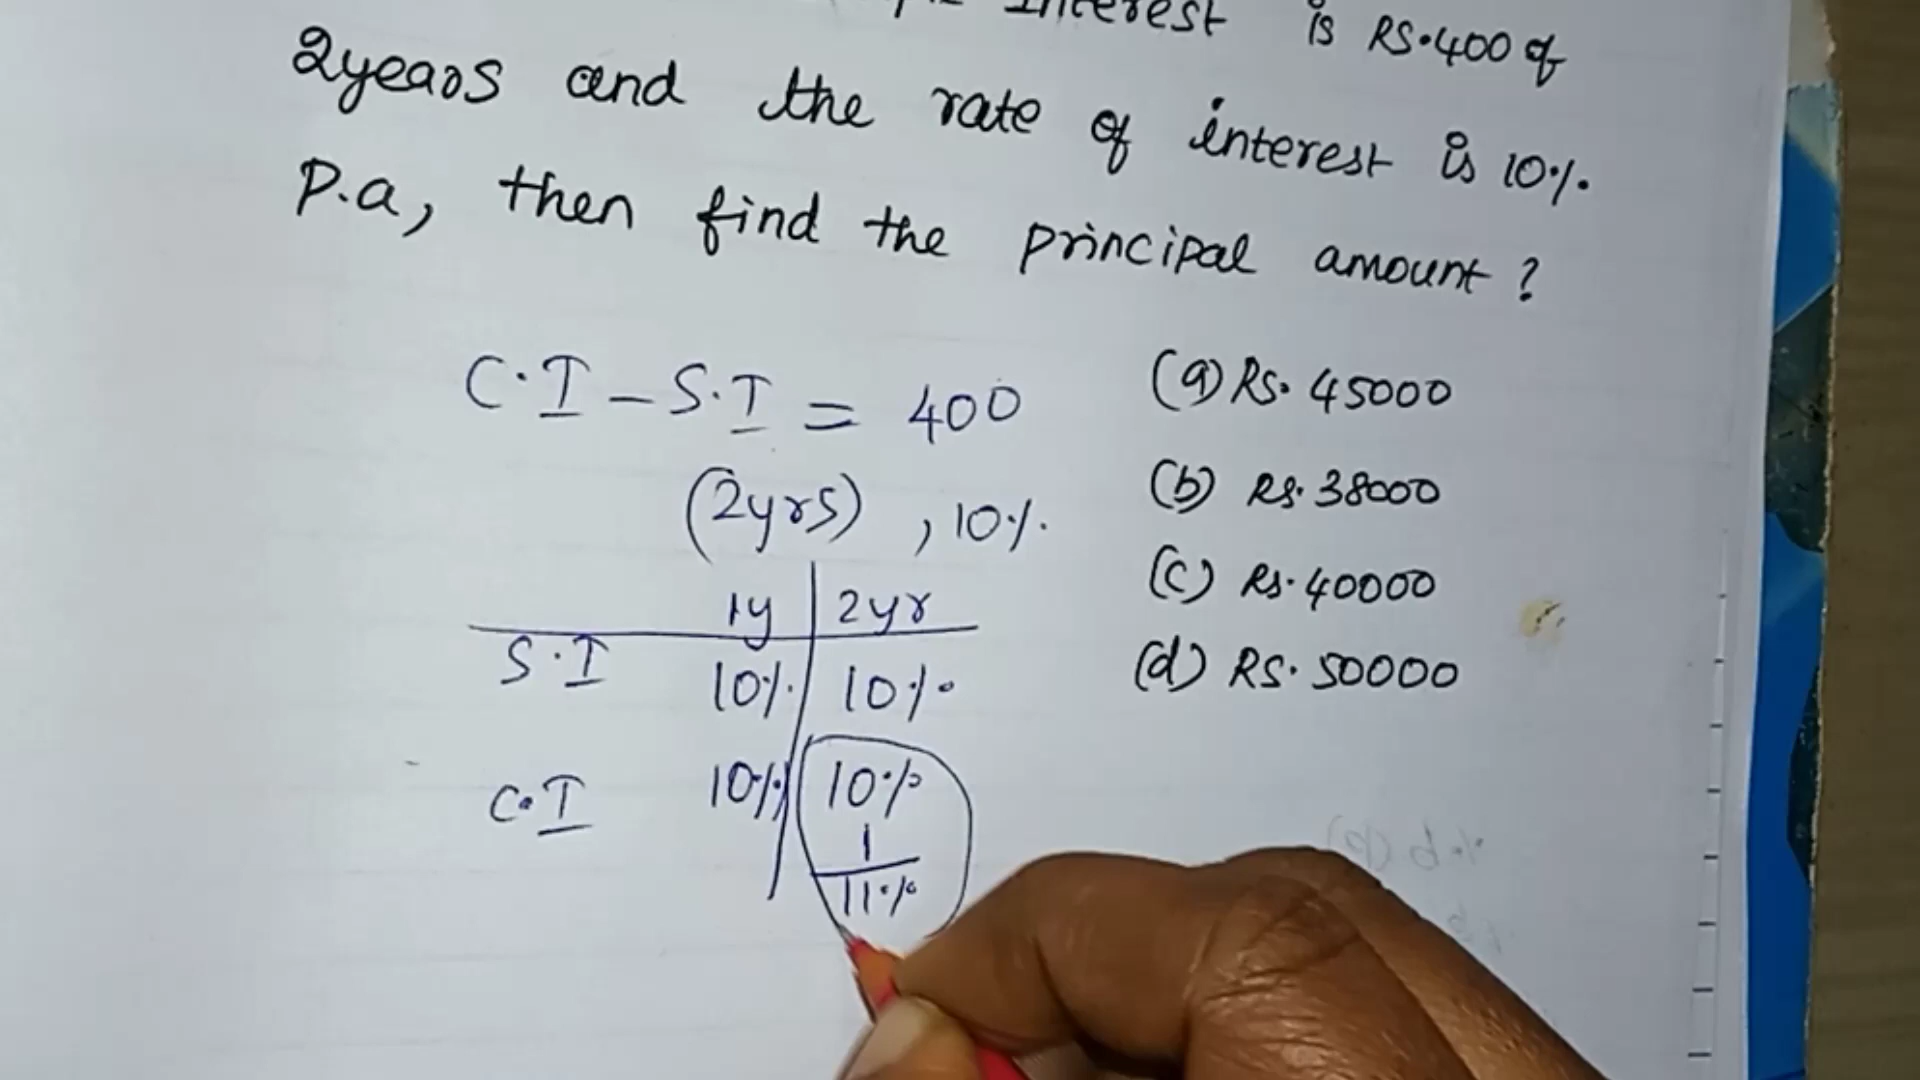 Interest is RS.400 of
2years and the rate of interest is 10%.
P.a, then find the principal amount?
C.I - S.I = 400
(2yrs), 10%.
(a) Rs. 45000
(b) Rs. 38000
(c) Rs. 40000
(d) RS. 50000
1y 2yr
S.I 10% 10%
C.I 10% 10%
1
11%